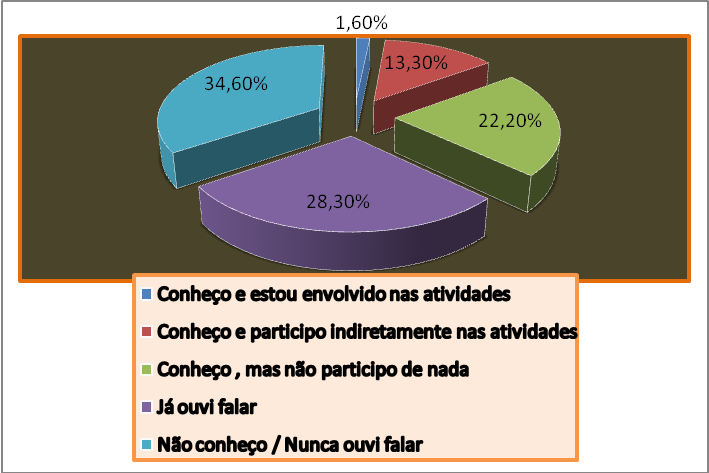 1,60%
13,30%
34,60%
22,20%
28,30%
Conheço e estou envolvido nas atividades
Conheço e participo indiretamente nas atividades
Conheço , mas não participo de nada
Já ouvi falar
Não conheço / Nunca ouvi falar